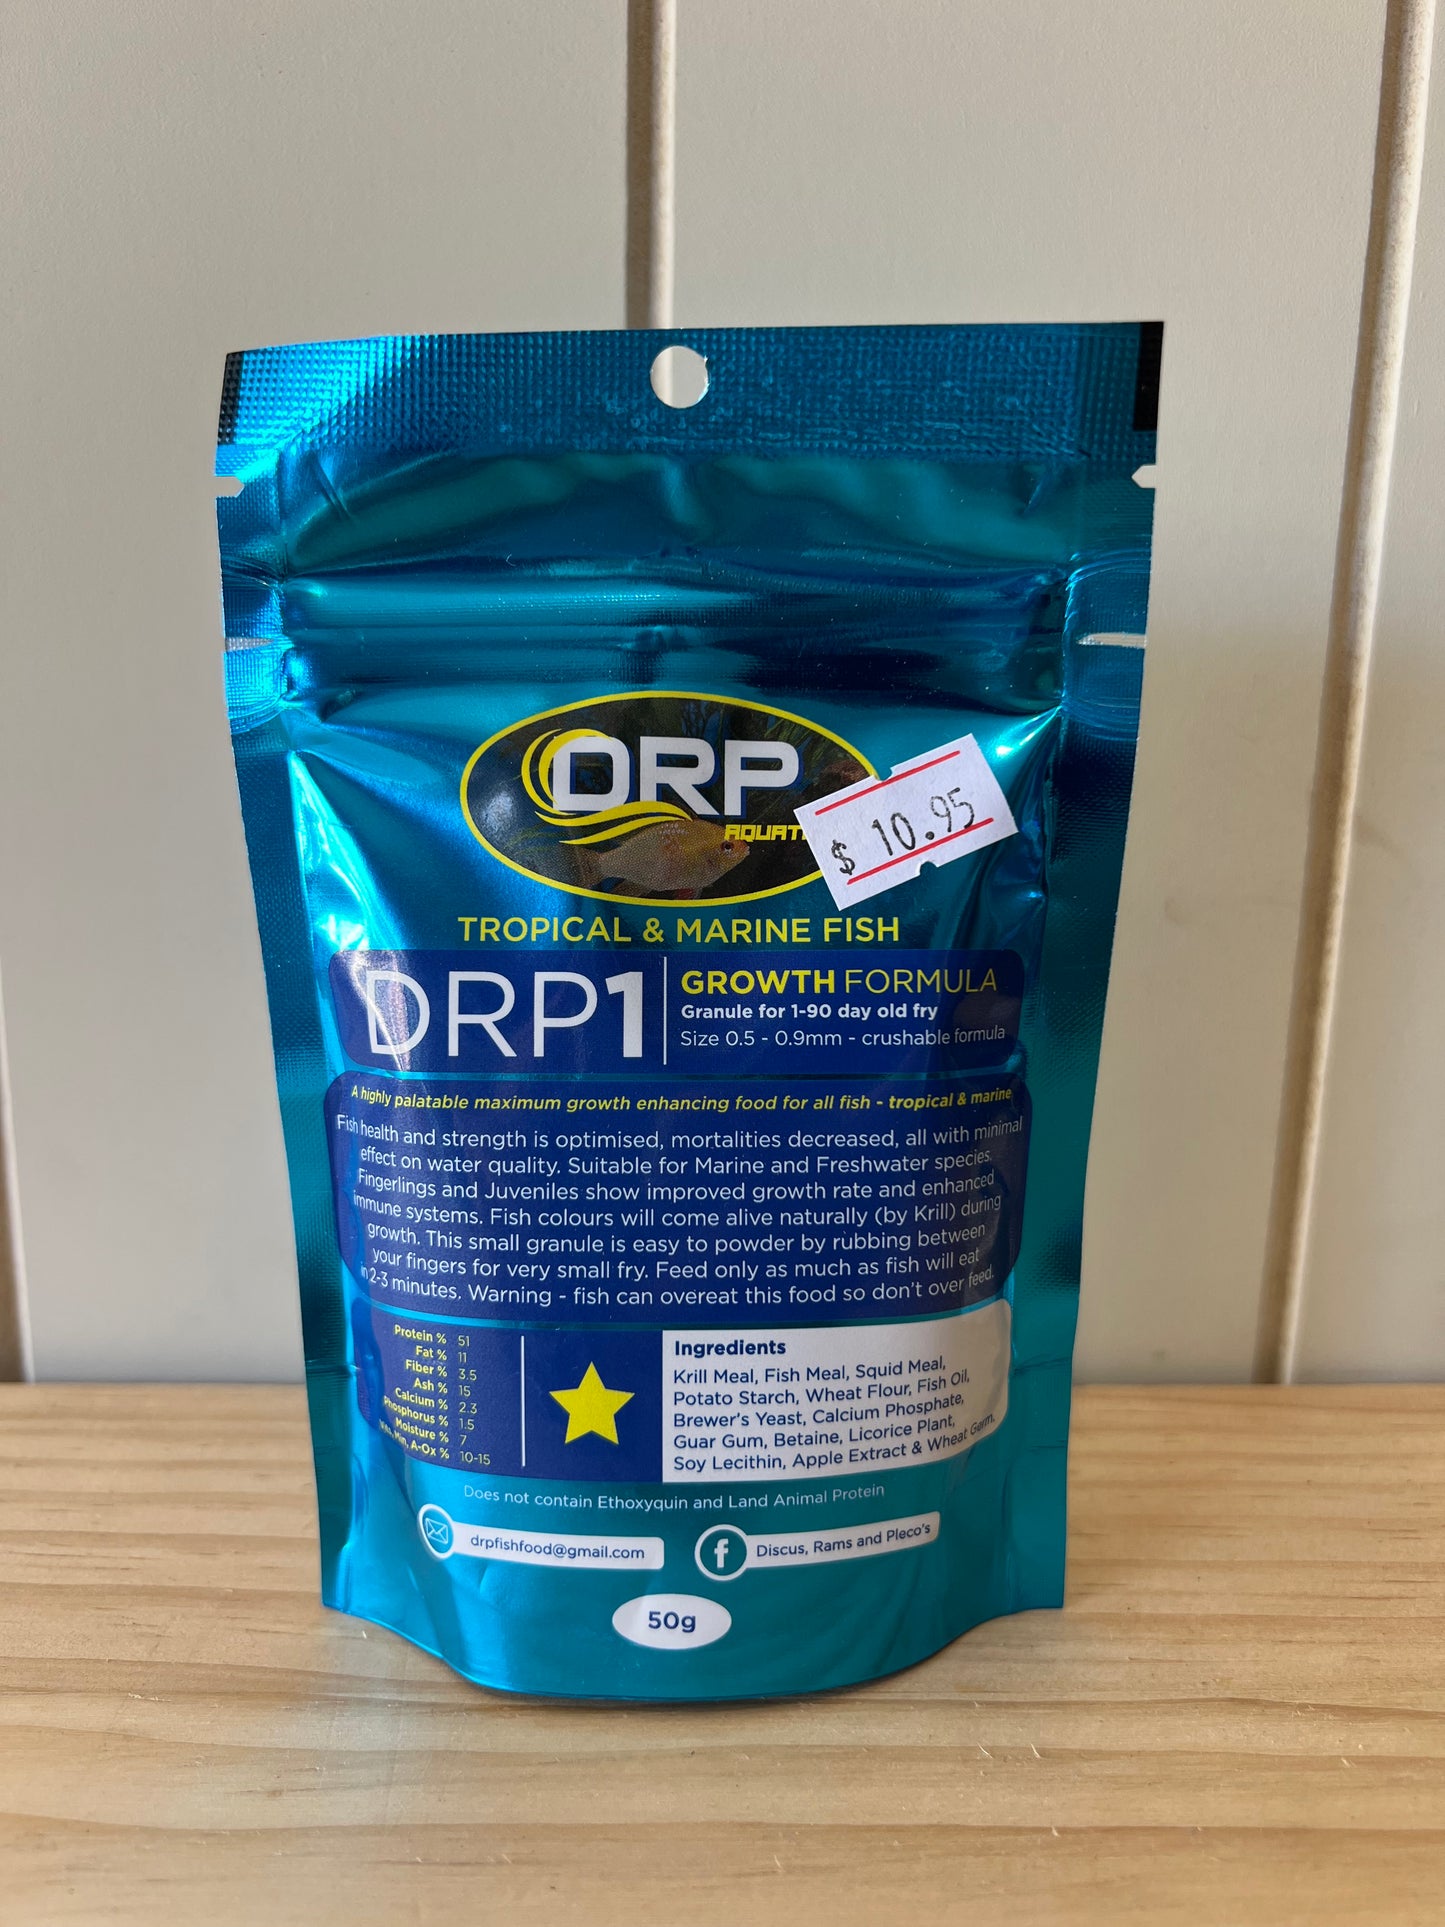 DRP
$ 10.95
TROPICAL & MARINE FISH
DRP1
GROWTH FORMULA
Granule for 1-90 day old fry
Size 0.5 - 0.9mm - crushable formula
A highly palatable maximum growth enhancing food for all fish - tropical & marine
Fish health and strength is optimised, mortalities decreased, all with minimal
effect on water quality. Suitable for Marine and Freshwater species.
Fingerlings and Juveniles show improved growth rate and enhanced
immune systems. Fish colours will come alive naturally (by Krill) during
growth. This small granule is easy to powder by rubbing between
your fingers for very small fry. Feed only as much as fish will eat
in 2-3 minutes. Warning - fish can overeat this food so don't over feed.
Protein % 51
Fat % 11
Fiber % 3.5
Ash % 15
Calcium % 2.3
Phosphorus % 1.5
Moisture % 7
Min, A-Ox % 10-15
Ingredients
Krill Meal, Fish Meal, Squid Meal,
Potato Starch, Wheat Flour, Fish Oil,
Brewer's Yeast, Calcium Phosphate,
Guar Gum, Betaine, Licorice Plant,
Soy Lecithin, Apple Extract & Wheat Germ.
Does not contain Ethoxyquin and Land Animal Protein
drpfishfood@gmail.com
f Discus, Rams and Pleco's
50g